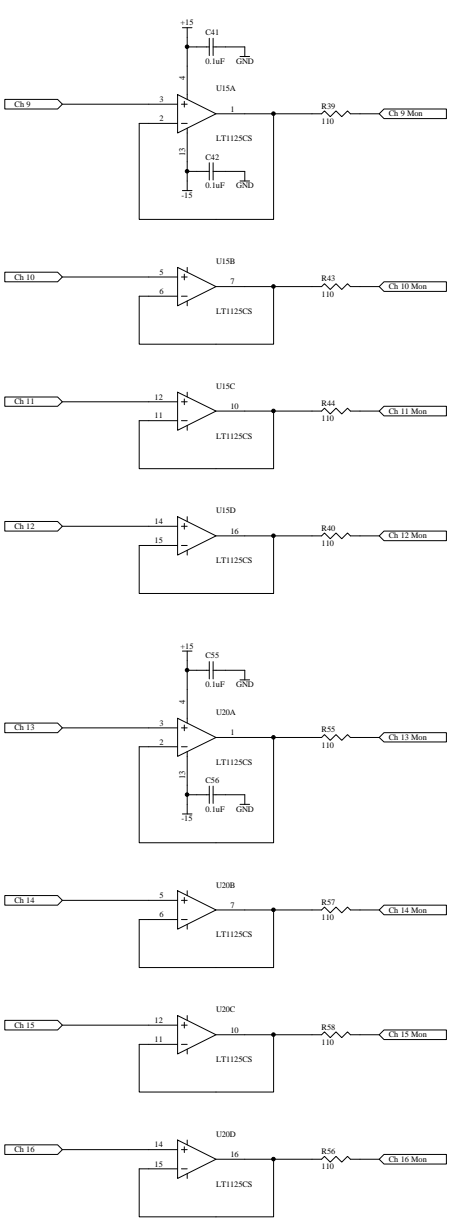 +15
C41
0.1uF GND
4
U15A
Ch 9 3 + 1 R39 Ch 9 Mon
2 − 110
LT1125CS
13
C42
0.1uF GND
-15
U15B
Ch 10 5 + 7 R43 Ch 10 Mon
6 − 110
LT1125CS
U15C
Ch 11 12 + 10 R44 Ch 11 Mon
11 − 110
LT1125CS
U15D
Ch 12 14 + 16 R40 Ch 12 Mon
15 − 110
LT1125CS
+15
C55
0.1uF GND
4
U20A
Ch 13 3 + 1 R55 Ch 13 Mon
2 − 110
LT1125CS
13
C56
0.1uF GND
-15
U20B
Ch 14 5 + 7 R57 Ch 14 Mon
6 − 110
LT1125CS
U20C
Ch 15 12 + 10 R58 Ch 15 Mon
11 − 110
LT1125CS
U20D
Ch 16 14 + 16 R56 Ch 16 Mon
15 − 110
LT1125CS